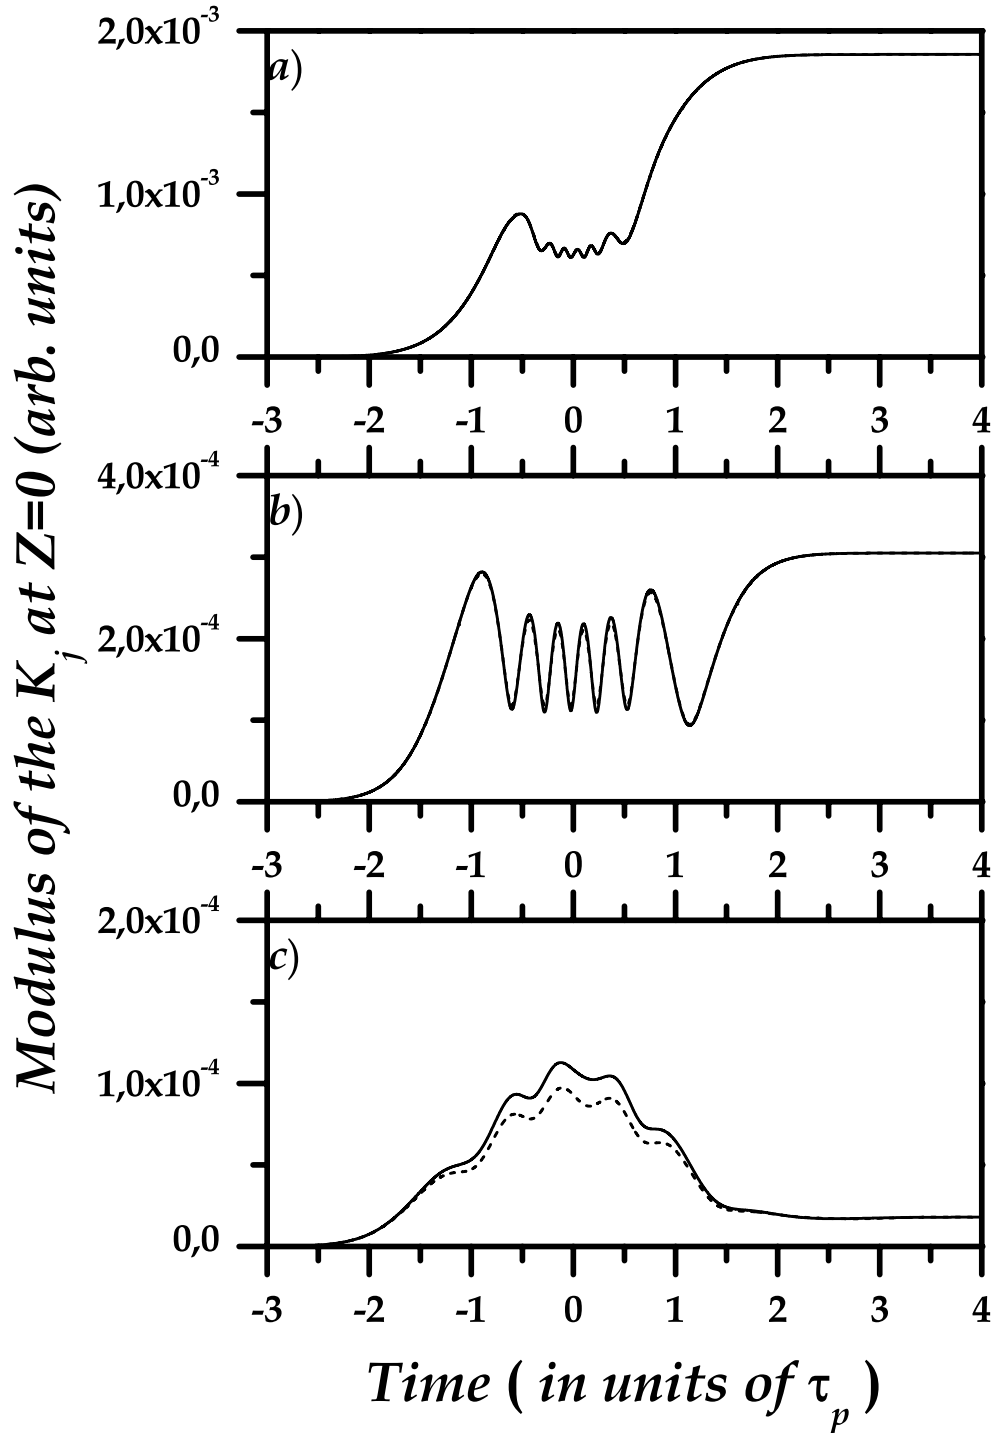 Modulus of the K_j at Z=0 (arb. units)
2,0x10^-3
a)
1,0x10^-3
0,0
-3 -2 -1 0 1 2 3 4
4,0x10^-4
b)
2,0x10^-4
0,0
-3 -2 -1 0 1 2 3 4
2,0x10^-4
c)
1,0x10^-4
0,0
-3 -2 -1 0 1 2 3 4
Time ( in units of τ_p )